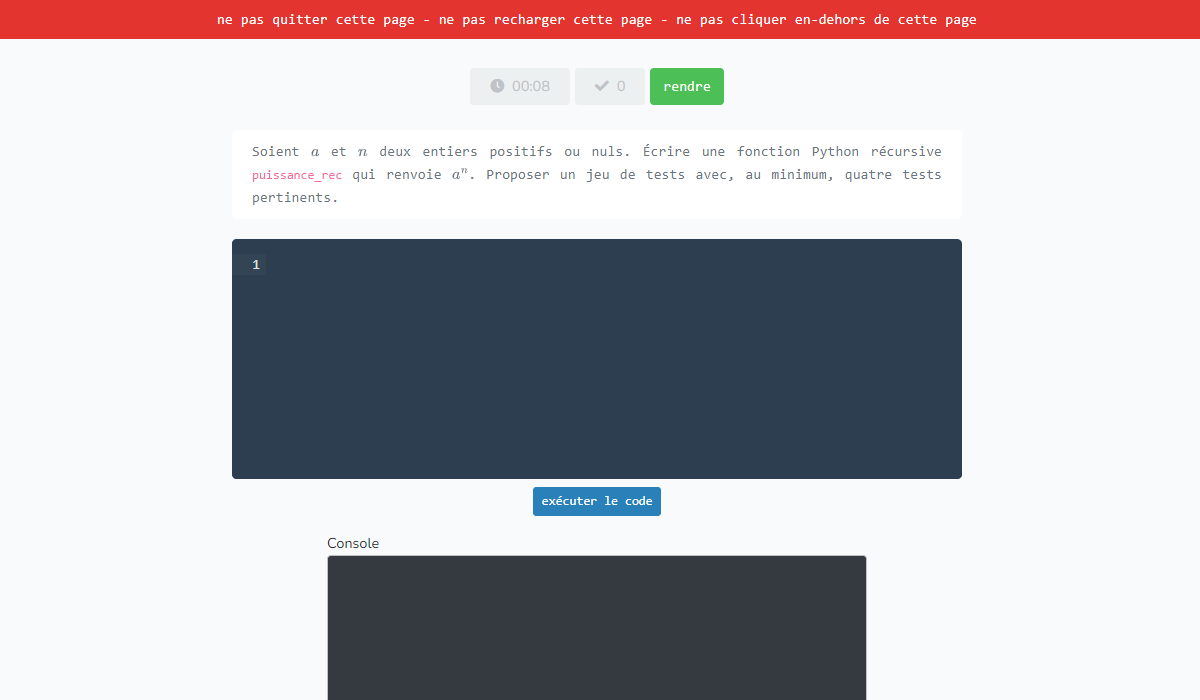 ne pas quitter cette page - ne pas recharger cette page - ne pas cliquer en-dehors de cette page
00:08 0 rendre
Soient a et n deux entiers positifs ou nuls. Écrire une fonction Python récursive
puissance_rec qui renvoie aⁿ. Proposer un jeu de tests avec, au minimum, quatre tests
pertinents.
1
exécuter le code
Console